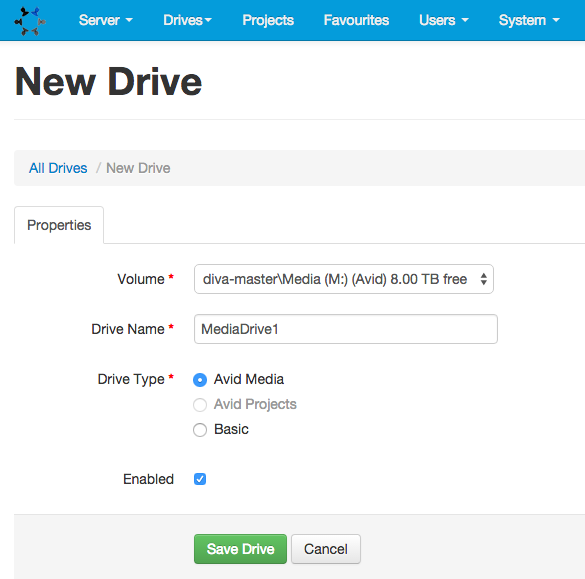 Server Drives Projects Favourites Users System
New Drive
All Drives / New Drive
Properties
Volume * diva-master\Media (M:) (Avid) 8.00 TB free
Drive Name * MediaDrive1
Drive Type * Avid Media
Avid Projects
Basic
Enabled
Save Drive Cancel